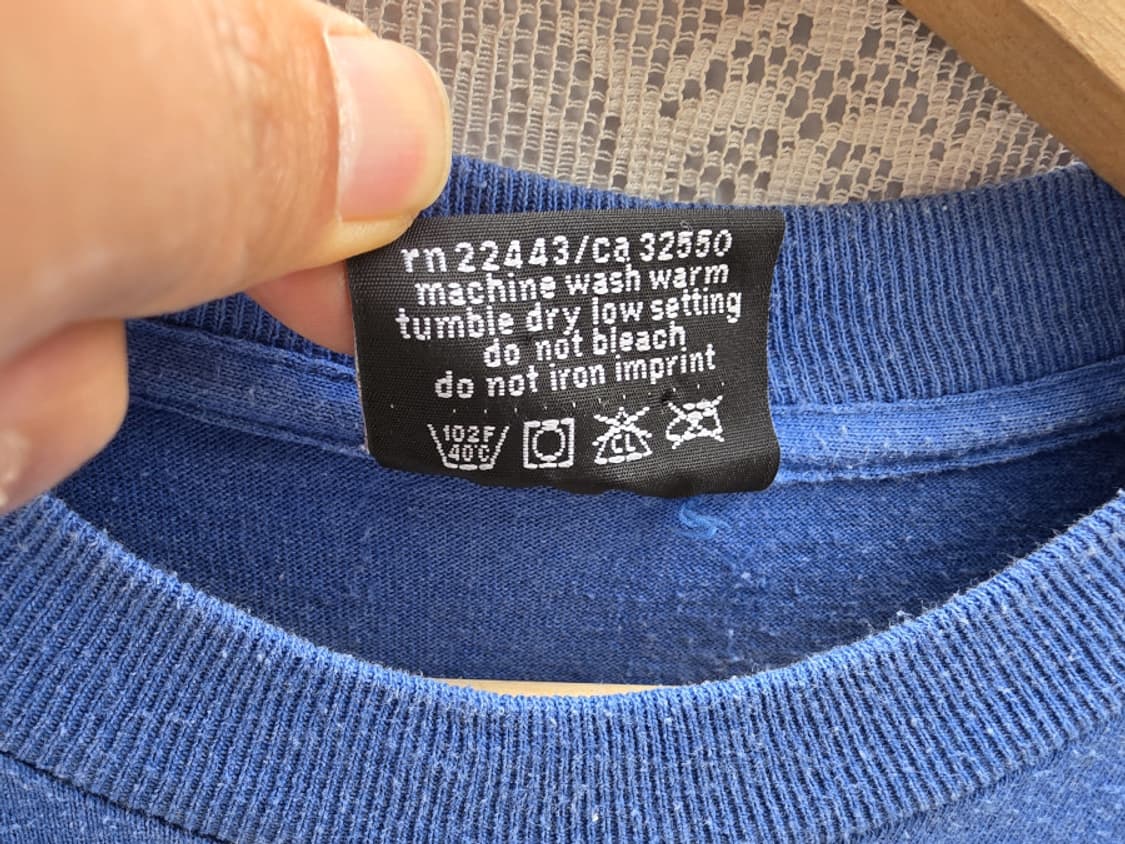 rn 22443/ca 32550
machine wash warm
tumble dry low setting
do not bleach
do not iron imprint
102F CL
40°C